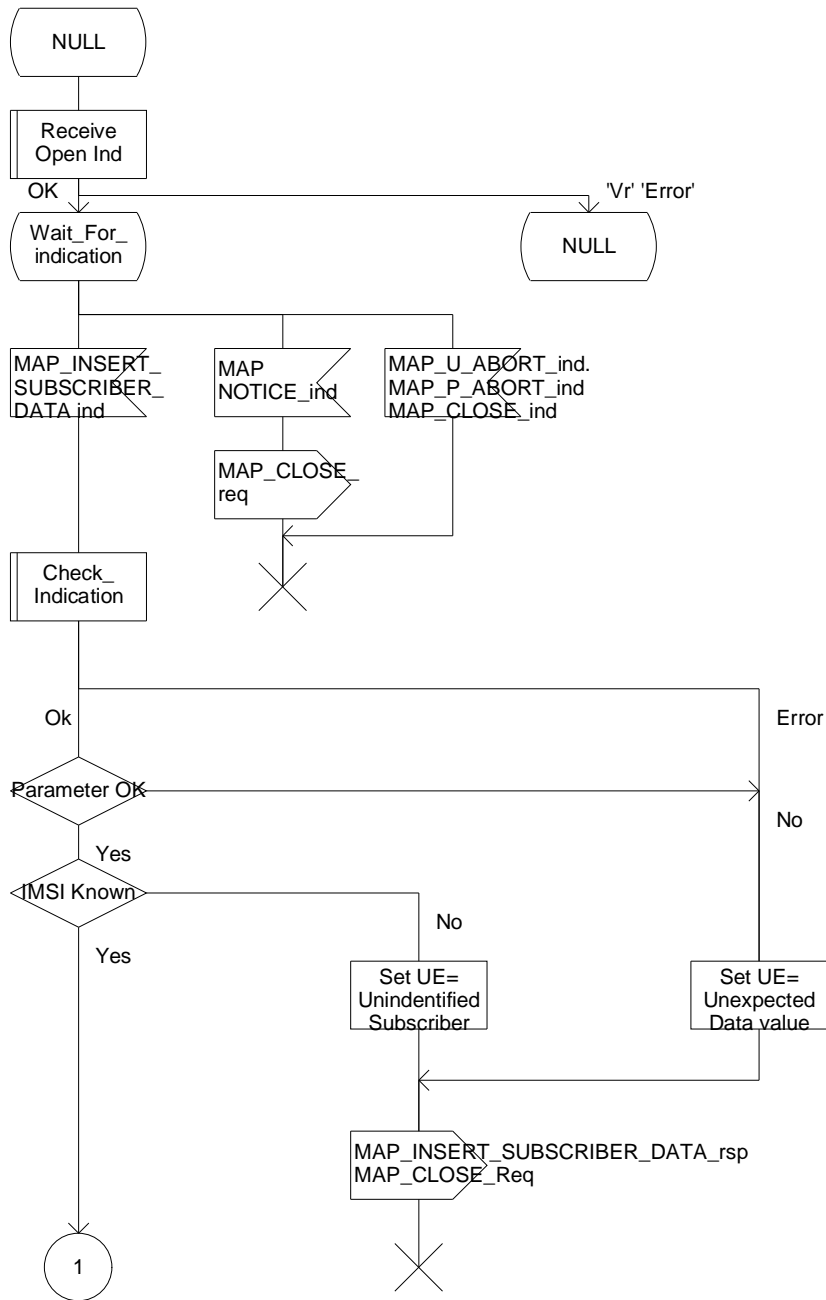 NULL
Receive
Open Ind
OK
'Vr' 'Error'
Wait_For_
indication
NULL
MAP_INSERT_
SUBSCRIBER_
DATA ind
MAP
NOTICE_ind
MAP_U_ABORT_ind.
MAP_P_ABORT_ind
MAP_CLOSE_ind
MAP_CLOSE_
req
Check_
Indication
Ok
Error
Parameter OK
No
Yes
IMSI Known
No
Yes
Set UE=
Unidentified
Subscriber
Set UE=
Unexpected
Data value
MAP_INSERT_SUBSCRIBER_DATA_rsp
MAP_CLOSE_Req
1